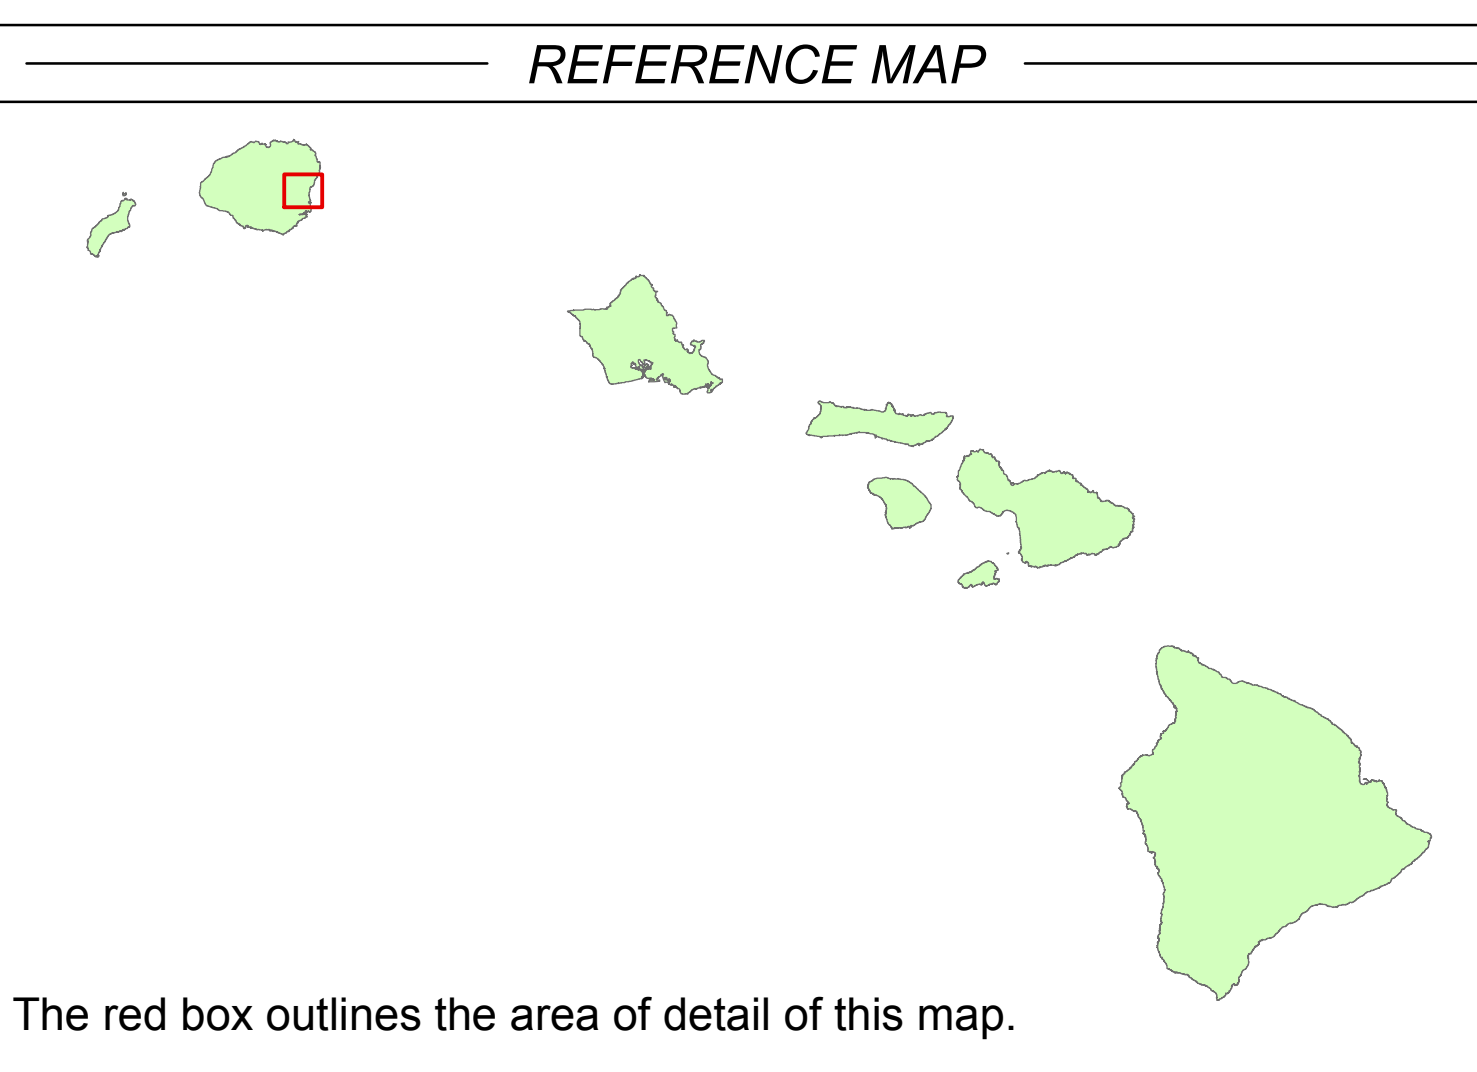 REFERENCE MAP
The red box outlines the area of detail of this map.